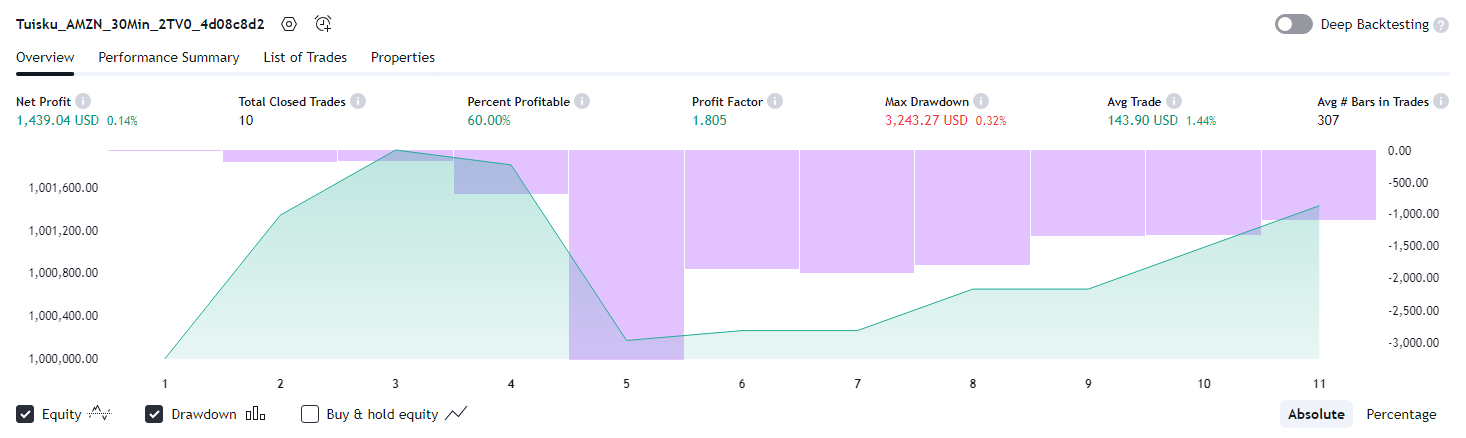 Tuisku_AMZN_30Min_2TV0_4d08c8d2 Deep Backtesting ?
Overview Performance Summary List of Trades Properties
Net Profit Total Closed Trades Percent Profitable Profit Factor Max Drawdown Avg Trade Avg # Bars in Trades
1,439.04 USD 0.14% 10 60.00% 1.805 3,243.27 USD 0.32% 143.90 USD 1.44% 307
0.00
1,001,600.00 -500.00
1,001,200.00 -1,000.00
-1,500.00
1,000,800.00 -2,000.00
1,000,400.00 -2,500.00
1,000,000.00 -3,000.00
1 2 3 4 5 6 7 8 9 10 11
Equity Drawdown Buy & hold equity Absolute Percentage